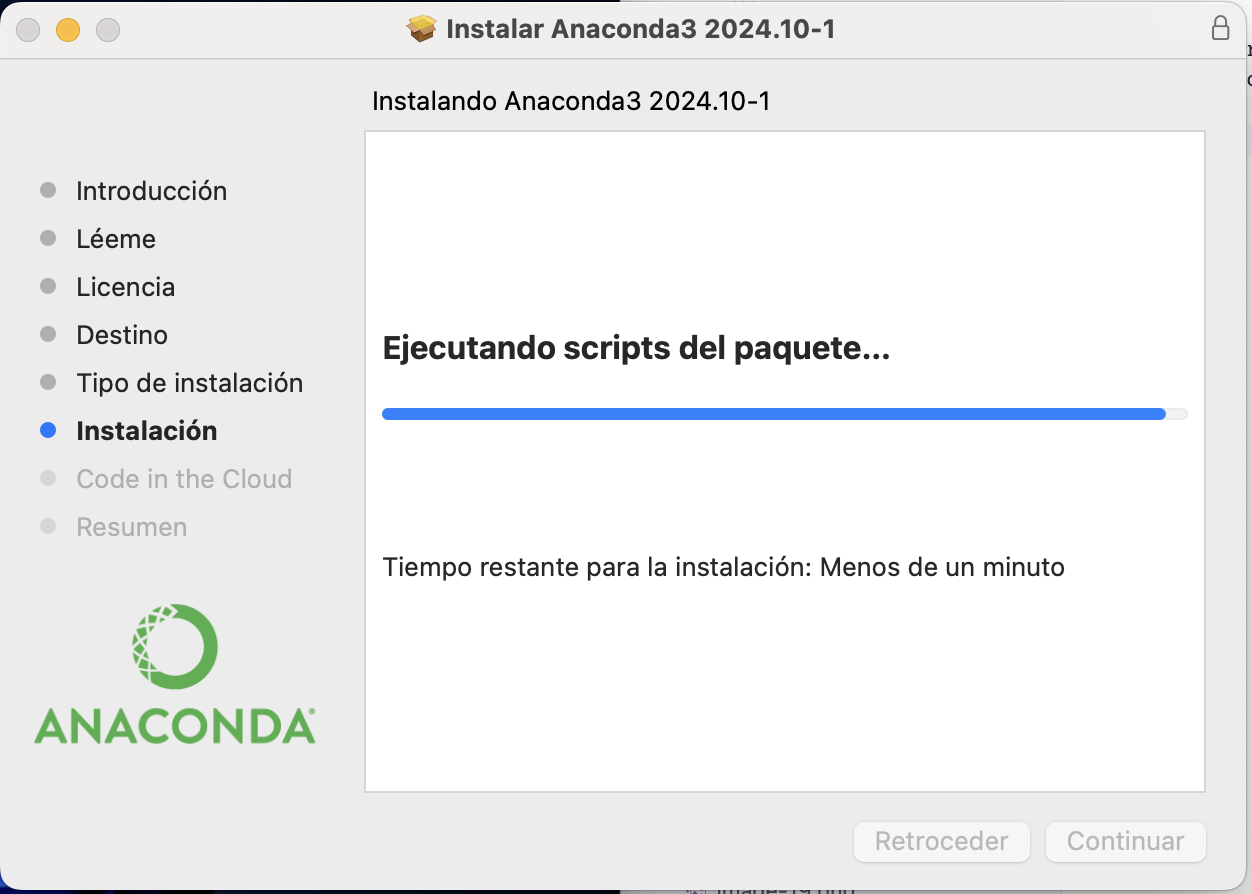 Instalar Anaconda3 2024.10-1
Instalando Anaconda3 2024.10-1
Introducción
Léeme
Licencia
Destino
Tipo de instalación
Instalación
Code in the Cloud
Resumen
ANACONDA®
Ejecutando scripts del paquete...
Tiempo restante para la instalación: Menos de un minuto
Retroceder
Continuar